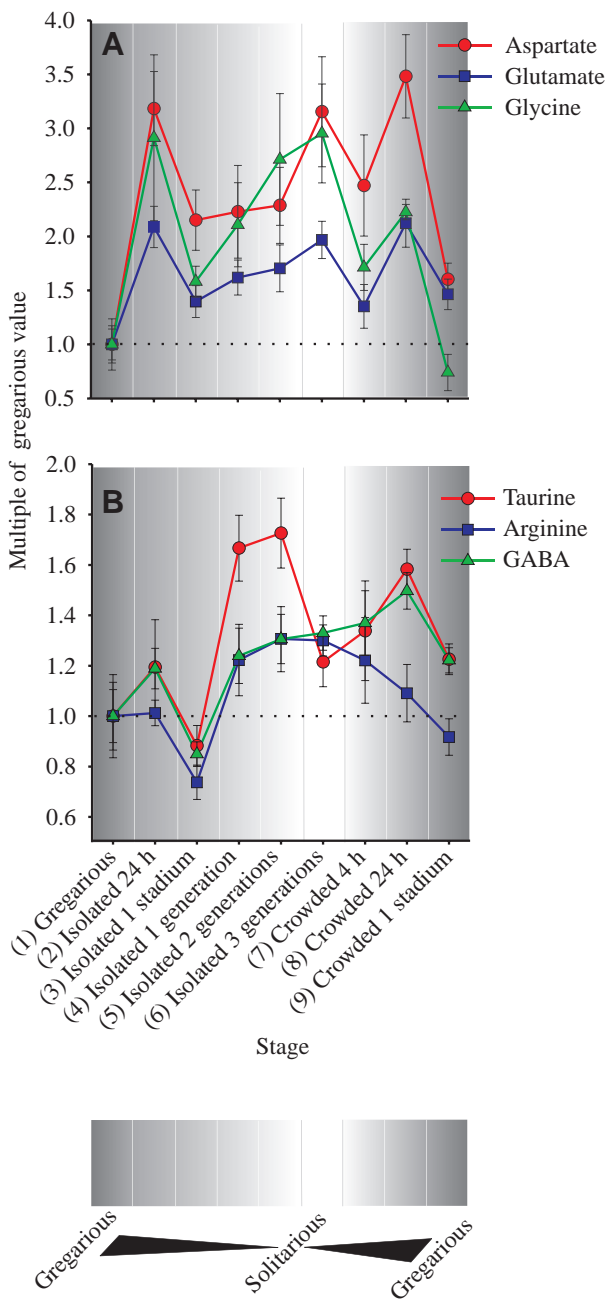 A
4.0
3.5
3.0
2.5
2.0
1.5
1.0
0.5
Aspartate
Glutamate
Glycine
Multiple of gregarious value
B
2.0
1.8
1.6
1.4
1.2
1.0
0.8
0.6
Taurine
Arginine
GABA
(1) Gregarious
(2) Isolated 24 h
(3) Isolated 1 stadium
(4) Isolated 1 generation
(5) Isolated 2 generations
(6) Isolated 3 generations
(7) Crowded 4 h
(8) Crowded 24 h
(9) Crowded 1 stadium
Stage
Gregarious
Solitarious
Gregarious